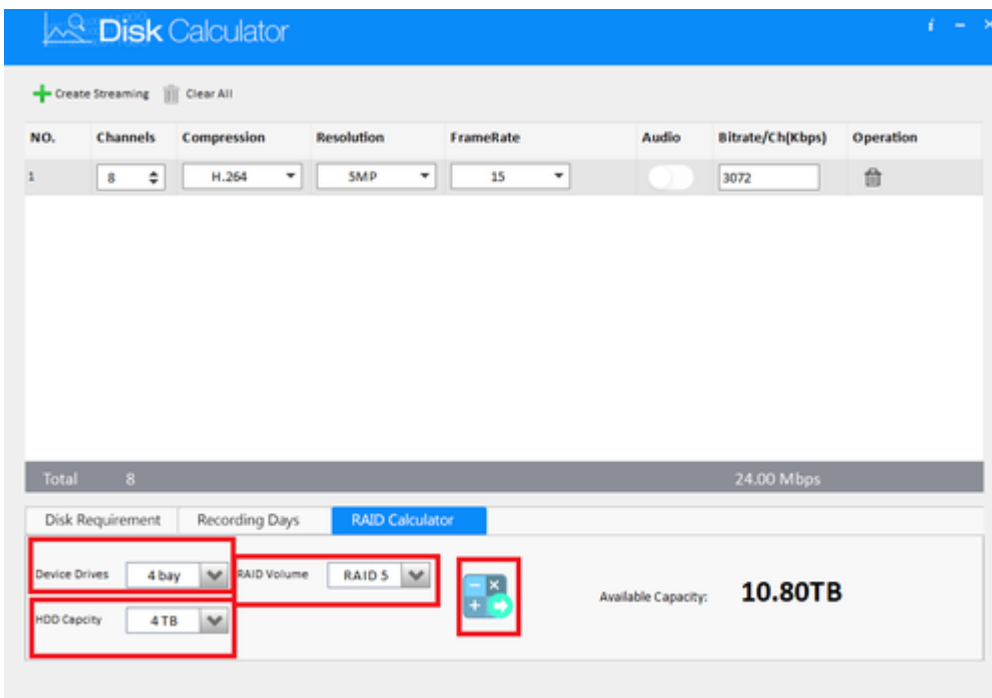 Disk Calculator
Create Streaming Clear All
NO. Channels Compression Resolution FrameRate Audio Bitrate/Ch(Kbps) Operation
1 8 H.264 5MP 15 3072
Total 8 24.00 Mbps
Disk Requirement Recording Days RAID Calculator
Device Drives 4 bay RAID Volume RAID 5
Available Capacity: 10.80TB
HDD Capcity 4 TB